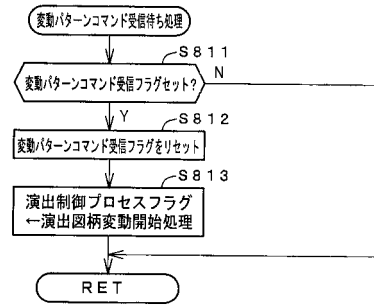 変動パターンコマンド受信待ち処理
S811
変動パターンコマンド受信フラグセット?
N
Y
S812
変動パターンコマンド受信フラグをリセット
S813
演出制御プロセスフラグ
←演出図柄変動開始処理
RET